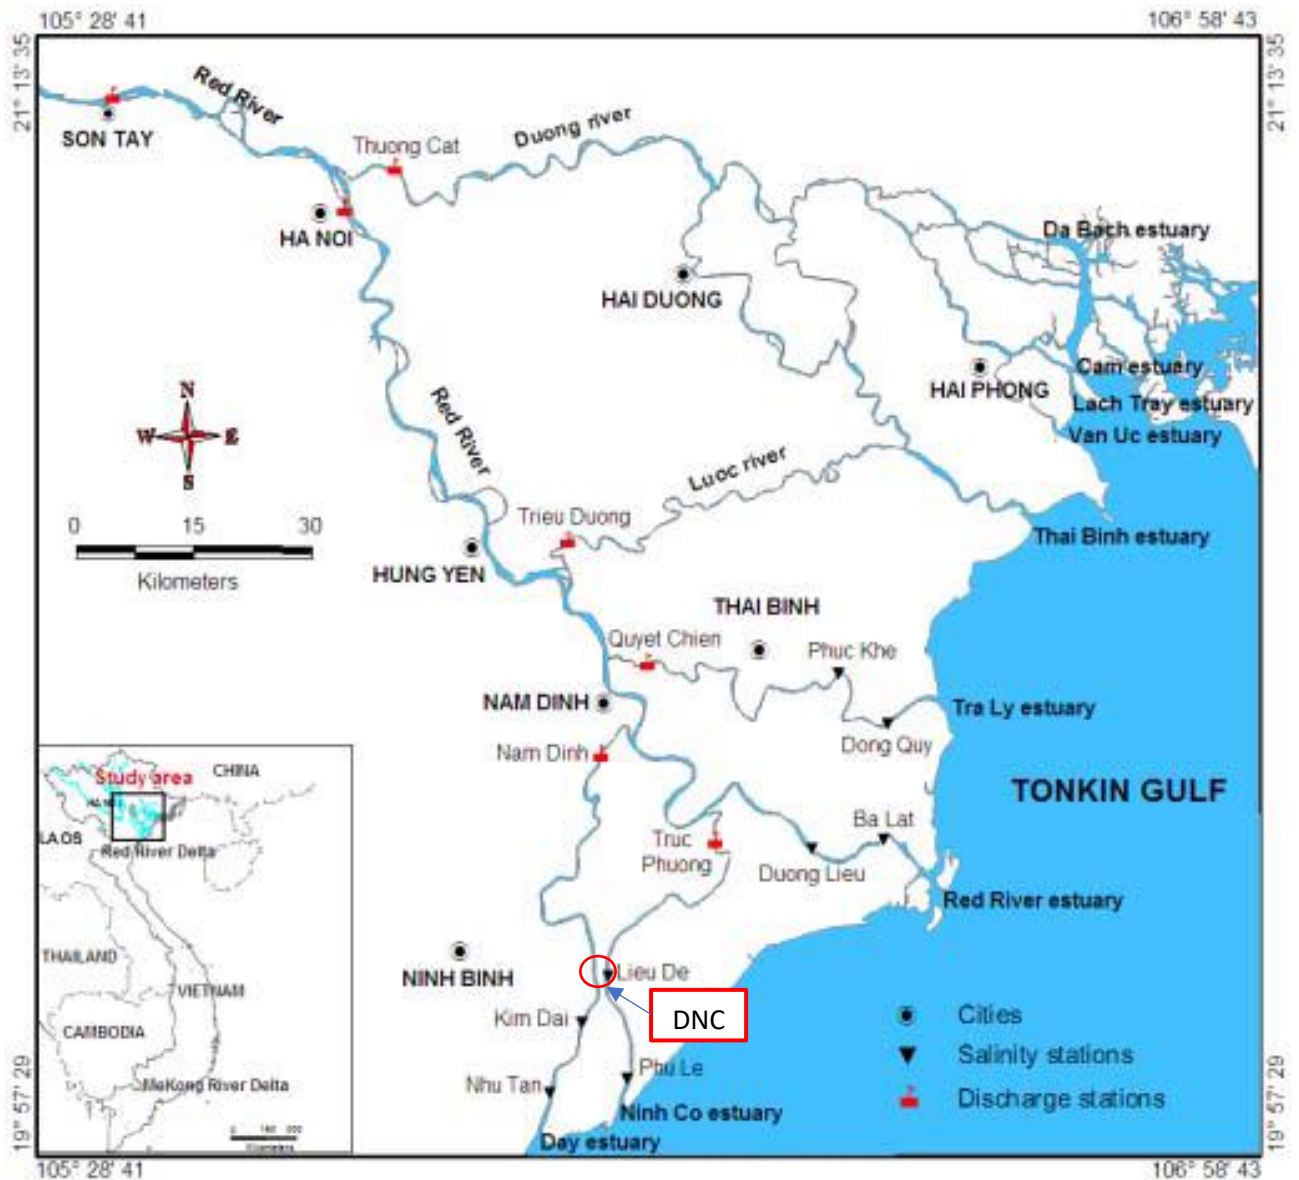 105° 28' 41
106° 58' 43
21° 13' 35
21° 13' 35
Red River
SON TAY
Thuong Cat
Duong river
HA NOI
Da Bach estuary
HAI DUONG
Cam estuary
HAI PHONG
Lach Tray estuary
Van Uc estuary
N
W
E
S
Red River
Luoc river
0 15 30
Kilometers
Trieu Duong
Thai Binh estuary
HUNG YEN
THAI BINH
Quyet Chien
Phuc Khe
NAM DINH
Tra Ly estuary
Nam Dinh
Dong Quy
TONKIN GULF
Ba Lat
Truc
Phuong
Duong Lieu
Red River estuary
NINH BINH
Lieu De
DNC
Kim Dai
Phu Le
Nhu Tan
Ninh Co estuary
Day estuary
Cities
Salinity stations
Discharge stations
Study area
CHINA
HA NOI
LAOS
Red River Delta
THAILAND
VIETNAM
CAMBODIA
MeKong River Delta
Kilometers
19° 57' 29
19° 57' 29
105° 28' 41
106° 58' 43